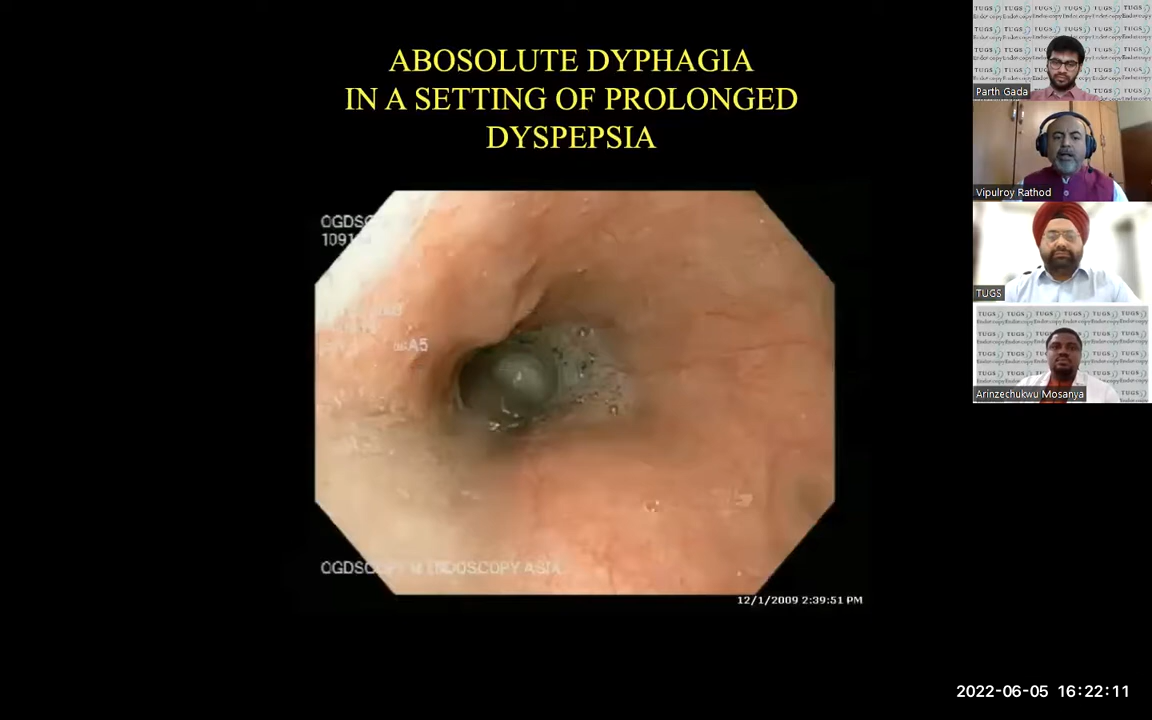 ABOSOLUTE DYPHAGIA
IN A SETTING OF PROLONGED
DYSPEPSIA
12/1/2009 2:39:51 PM
Parth Gada
Vipulroy Rathod
TUGS
Arinzechukwu Mosanya
2022-06-05 16:22:11